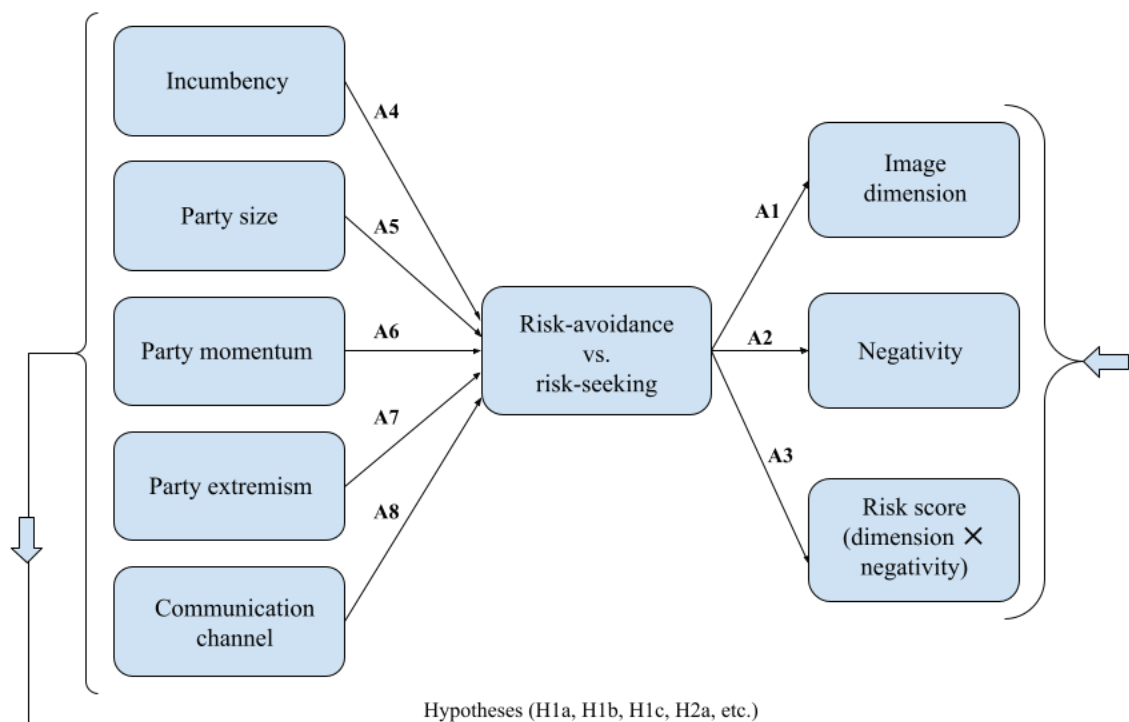 Incumbency
Party size
Party momentum
Party extremism
Communication
channel
A4
A5
A6
A7
A8
Risk-avoidance
vs.
risk-seeking
A1
A2
A3
Image
dimension
Negativity
Risk score
(dimension ✕
negativity)
Hypotheses (H1a, H1b, H1c, H2a, etc.)